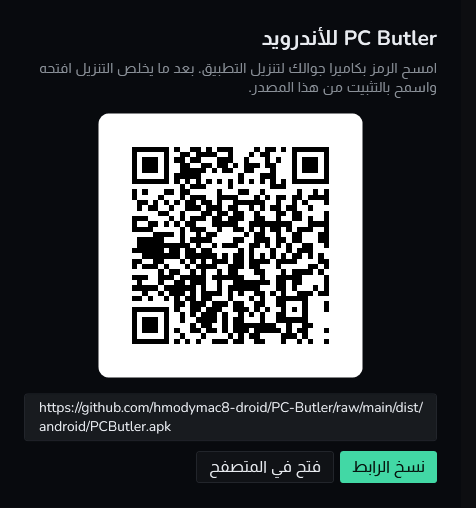 PC Butler للأندرويد
امسح الرمز بكاميرا جوالك لتنزيل التطبيق. بعد ما يخلص التنزيل افتحه
واسمح بالتثبيت من هذا المصدر.
https://github.com/hmodymac8-droid/PC-Butler/raw/main/dist/
android/PCButler.apk
نسخ الرابط
فتح في المتصفح